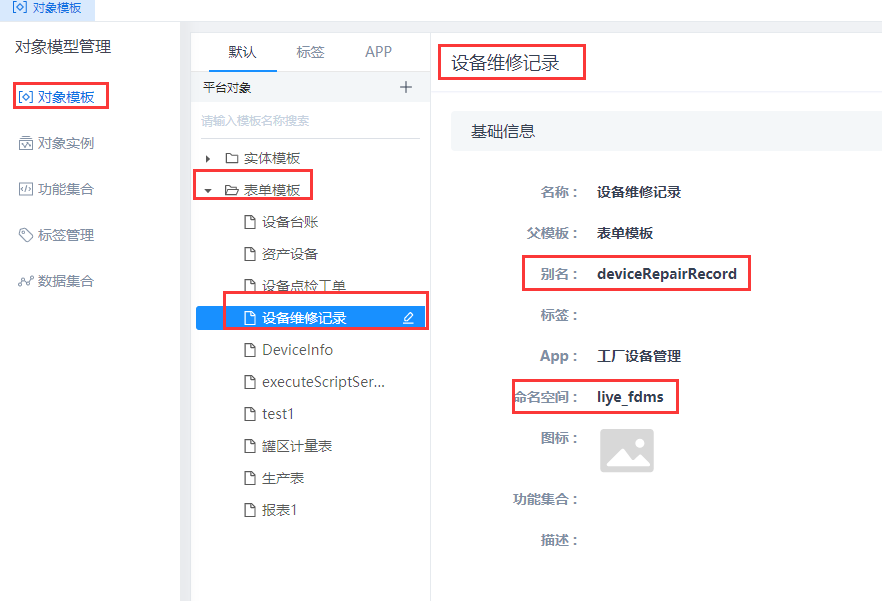 对象模板
对象模型管理
对象模板
对象实例
功能集合
标签管理
数据集合
默认
标签
APP
平台对象
请输入模板名称搜索
实体模板
表单模板
设备台账
资产设备
设备点检工单
设备维修记录
DeviceInfo
executeScriptSer...
test1
罐区计量表
生产表
报表1
设备维修记录
基础信息
名称： 设备维修记录
父模板： 表单模板
别名： deviceRepairRecord
标签：
App： 工厂设备管理
命名空间： liye_fdms
图标：
功能集合：
描述：